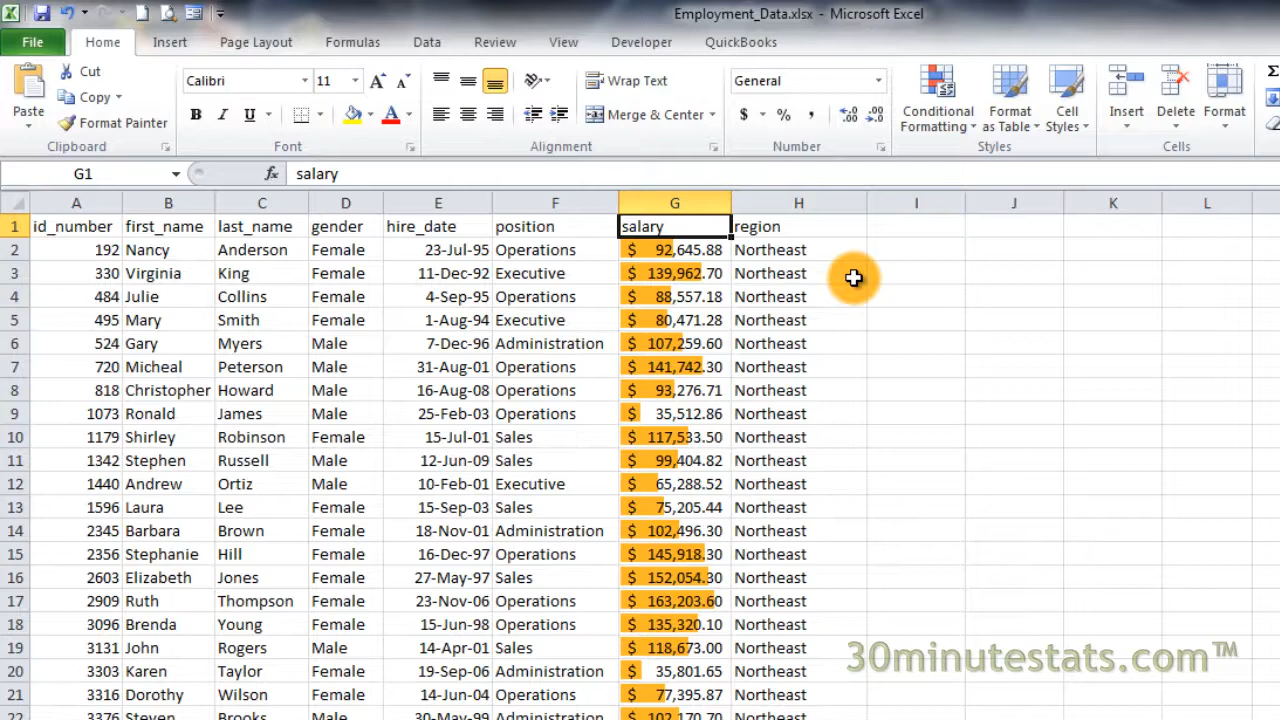 Employment_Data.xlsx - Microsoft Excel
File Home Insert Page Layout Formulas Data Review View Developer QuickBooks
Paste Cut Copy Format Painter Clipboard
Calibri 11 B I U A Font
Wrap Text Merge & Center Alignment
General $ % , Number
Conditional Formatting Format as Table Cell Styles Styles
Insert Delete Format Cells
G1 fx salary
A B C D E F G H I J K L
1 id_number first_name last_name gender hire_date position salary region
2 192 Nancy Anderson Female 23-Jul-95 Operations $ 92,645.88 Northeast
3 330 Virginia King Female 11-Dec-92 Executive $ 139,962.70 Northeast
4 484 Julie Collins Female 4-Sep-95 Operations $ 88,557.18 Northeast
5 495 Mary Smith Female 1-Aug-94 Executive $ 80,471.28 Northeast
6 524 Gary Myers Male 7-Dec-96 Administration $ 107,259.60 Northeast
7 720 Micheal Peterson Male 31-Aug-01 Operations $ 141,742.30 Northeast
8 818 Christopher Howard Male 16-Aug-08 Operations $ 93,276.71 Northeast
9 1073 Ronald James Male 25-Feb-03 Operations $ 35,512.86 Northeast
10 1179 Shirley Robinson Female 15-Jul-01 Sales $ 117,533.50 Northeast
11 1342 Stephen Russell Male 12-Jun-09 Sales $ 99,404.82 Northeast
12 1440 Andrew Ortiz Male 10-Feb-01 Executive $ 65,288.52 Northeast
13 1596 Laura Lee Female 15-Sep-03 Sales $ 75,205.44 Northeast
14 2345 Barbara Brown Female 18-Nov-01 Administration $ 102,496.30 Northeast
15 2356 Stephanie Hill Female 16-Dec-97 Operations $ 145,918.30 Northeast
16 2603 Elizabeth Jones Female 27-May-97 Sales $ 152,054.30 Northeast
17 2909 Ruth Thompson Female 23-Nov-06 Operations $ 163,203.60 Northeast
18 3096 Brenda Young Female 15-Jun-98 Operations $ 135,320.10 Northeast
19 3131 John Rogers Male 14-Apr-01 Sales $ 118,673.00 Northeast
20 3303 Karen Taylor Female 19-Sep-06 Administration $ 35,801.65 Northeast
21 3316 Dorothy Wilson Female 14-Jun-04 Operations $ 77,395.87 Northeast
22 3376 Steven Brooks Male 30-May-99 Administration $ 102,170.70 Northeast
30minutestats.com™